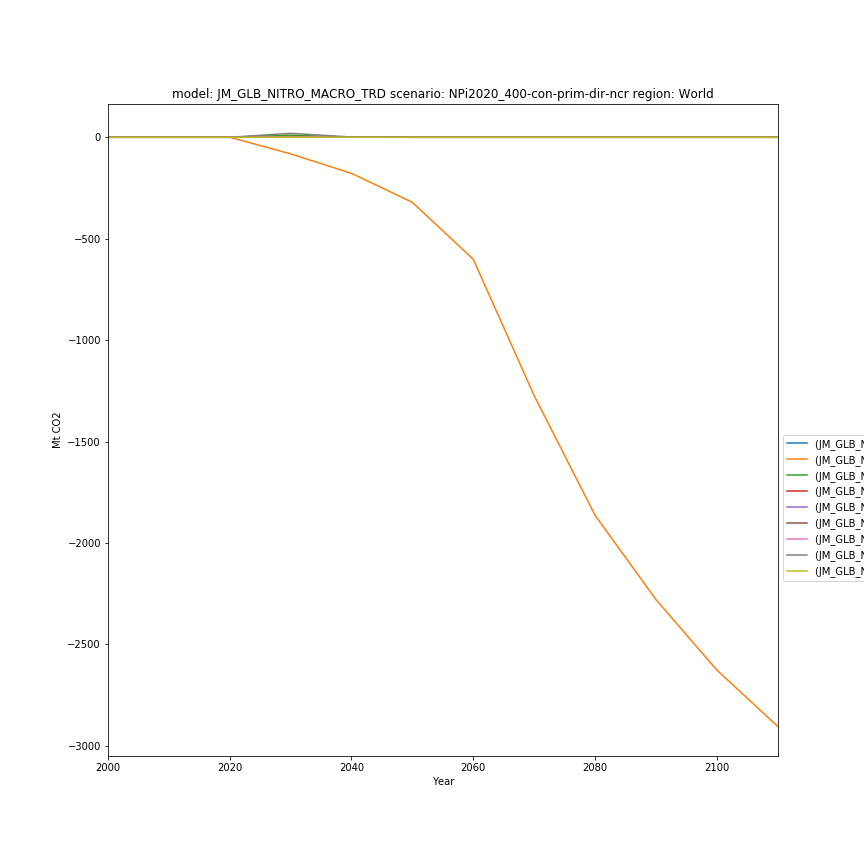 model: JM_GLB_NITRO_MACRO_TRD scenario: NPi2020_400-con-prim-dir-ncr region: World
0
−500
−1000
−1500
−2000
−2500
−3000
Mt CO2
2000
2020
2040
2060
2080
2100
Year
(JM_GLB_N
(JM_GLB_N
(JM_GLB_N
(JM_GLB_N
(JM_GLB_N
(JM_GLB_N
(JM_GLB_N
(JM_GLB_N
(JM_GLB_N